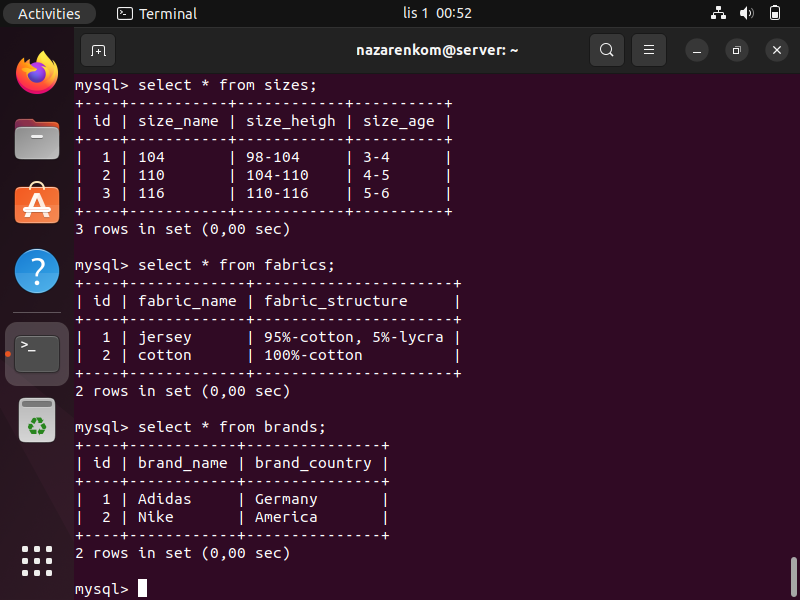 Activities Terminal lis 1 00:52
nazarenkom@server: ~
mysql> select * from sizes;
+----+-----------+------------+----------+
| id | size_name | size_heigh | size_age |
+----+-----------+------------+----------+
|  1 | 104       | 98-104     | 3-4      |
|  2 | 110       | 104-110    | 4-5      |
|  3 | 116       | 110-116    | 5-6      |
+----+-----------+------------+----------+
3 rows in set (0,00 sec)
mysql> select * from fabrics;
+----+-------------+----------------------+
| id | fabric_name | fabric_structure     |
+----+-------------+----------------------+
|  1 | jersey      | 95%-cotton, 5%-lycra |
|  2 | cotton      | 100%-cotton          |
+----+-------------+----------------------+
2 rows in set (0,00 sec)
mysql> select * from brands;
+----+------------+---------------+
| id | brand_name | brand_country |
+----+------------+---------------+
|  1 | Adidas     | Germany       |
|  2 | Nike       | America       |
+----+------------+---------------+
2 rows in set (0,00 sec)
mysql>